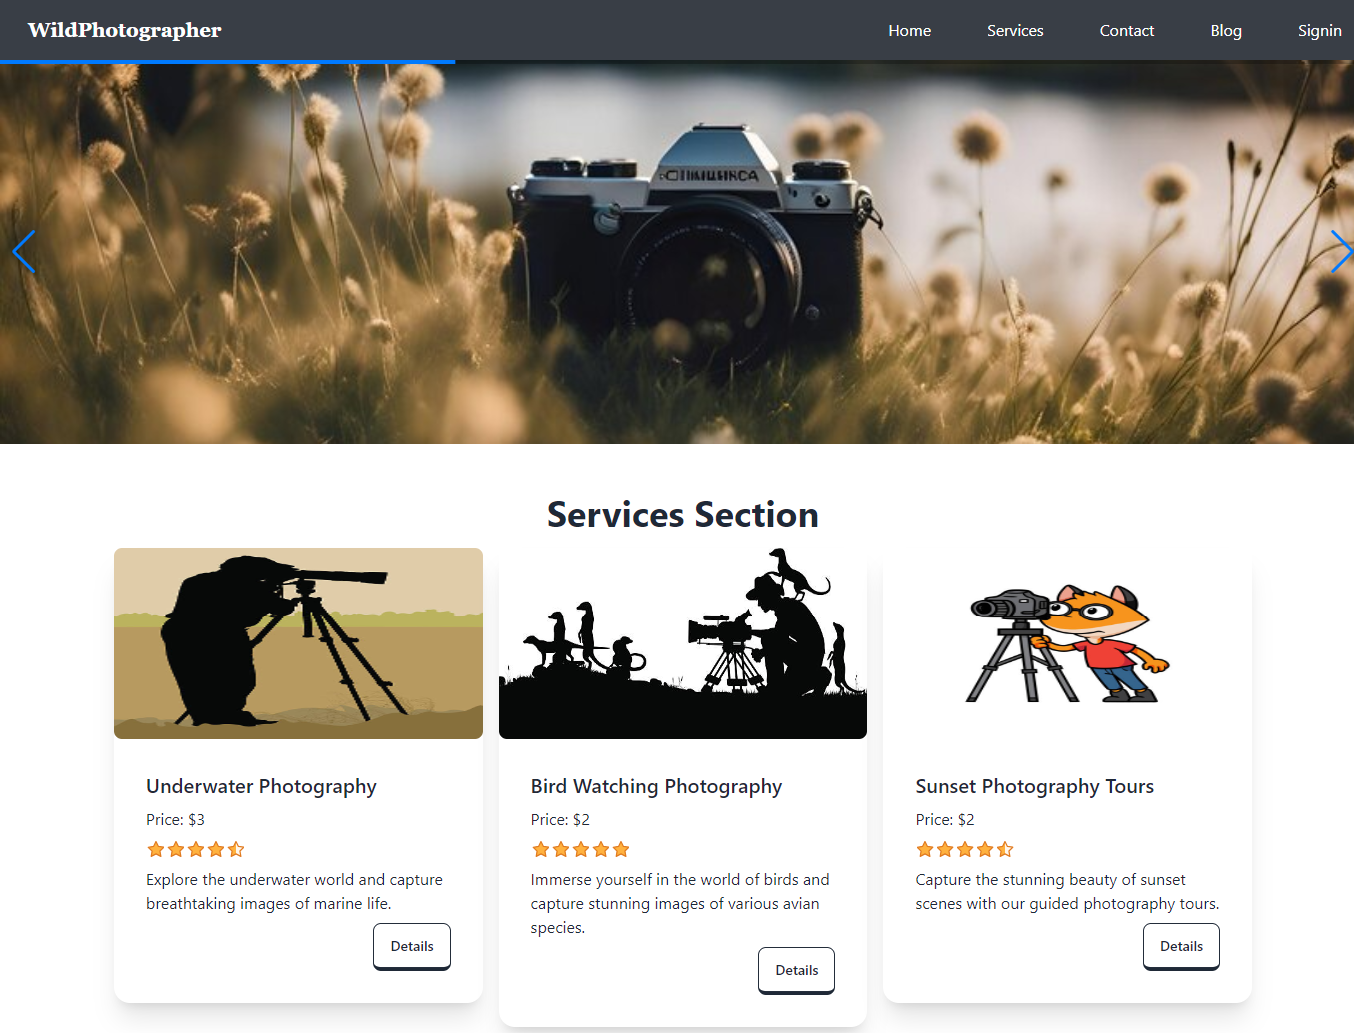 WildPhotographer
Home Services Contact Blog Signin
Services Section
Underwater Photography
Price: $3
Explore the underwater world and capture
breathtaking images of marine life.
Details
Bird Watching Photography
Price: $2
Immerse yourself in the world of birds and
capture stunning images of various avian
species.
Details
Sunset Photography Tours
Price: $2
Capture the stunning beauty of sunset
scenes with our guided photography tours.
Details